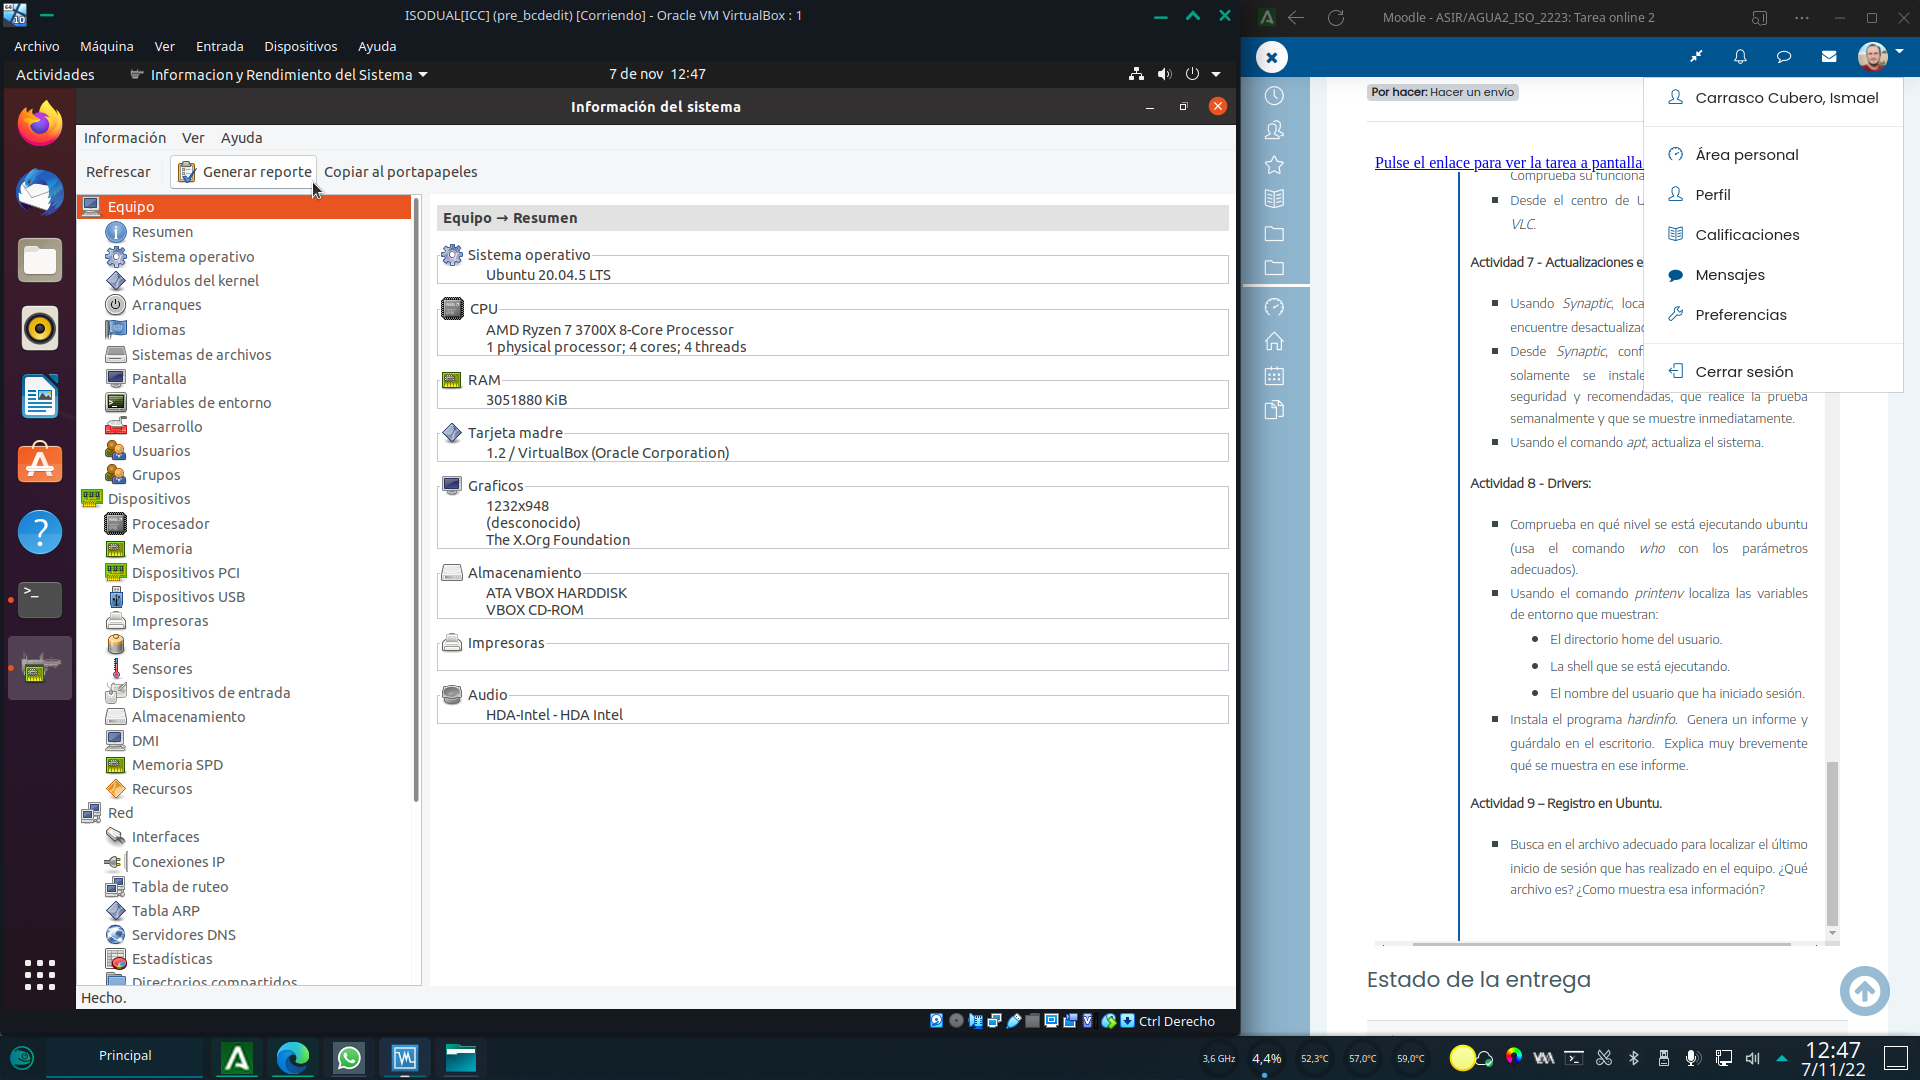 ISODUAL[ICC] (pre_bcdedit) [Corriendo] - Oracle VM VirtualBox : 1
Archivo Máquina Ver Entrada Dispositivos Ayuda
Actividades Informacion y Rendimiento del Sistema 7 de nov 12:47
Información del sistema
Información Ver Ayuda
Refrescar Generar reporte Copiar al portapapeles
Equipo
Resumen
Sistema operativo
Módulos del kernel
Arranques
Idiomas
Sistemas de archivos
Pantalla
Variables de entorno
Desarrollo
Usuarios
Grupos
Dispositivos
Procesador
Memoria
Dispositivos PCI
Dispositivos USB
Impresoras
Batería
Sensores
Dispositivos de entrada
Almacenamiento
DMI
Memoria SPD
Recursos
Red
Interfaces
Conexiones IP
Tabla de ruteo
Tabla ARP
Servidores DNS
Estadísticas
Directorios compartidos
Hecho.
Equipo → Resumen
Sistema operativo
Ubuntu 20.04.5 LTS
CPU
AMD Ryzen 7 3700X 8-Core Processor
1 physical processor; 4 cores; 4 threads
RAM
3051880 KiB
Tarjeta madre
1.2 / VirtualBox (Oracle Corporation)
Graficos
1232x948
(desconocido)
The X.Org Foundation
Almacenamiento
ATA VBOX HARDDISK
VBOX CD-ROM
Impresoras
Audio
HDA-Intel - HDA Intel
Ctrl Derecho
Moodle - ASIR/AGUA2_ISO_2223: Tarea online 2
Por hacer: Hacer un envío
Pulse el enlace para ver la tarea a pantalla
Comprueba su funciona
Desde el centro de U
VLC.
Actividad 7 - Actualizaciones e
Usando Synaptic, loca
encuentre desactualizac
Desde Synaptic, conf
solamente se instale
seguridad y recomendadas, que realice la prueba
semanalmente y que se muestre inmediatamente.
Usando el comando apt, actualiza el sistema.
Actividad 8 - Drivers:
Comprueba en qué nivel se está ejecutando ubuntu
(usa el comando who con los parámetros
adecuados).
Usando el comando printenv localiza las variables
de entorno que muestran:
El directorio home del usuario.
La shell que se está ejecutando.
El nombre del usuario que ha iniciado sesión.
Instala el programa hardinfo. Genera un informe y
guárdalo en el escritorio. Explica muy brevemente
qué se muestra en ese informe.
Actividad 9 – Registro en Ubuntu.
Busca en el archivo adecuado para localizar el último
inicio de sesión que has realizado en el equipo. ¿Qué
archivo es? ¿Como muestra esa información?
Estado de la entrega
Carrasco Cubero, Ismael
Área personal
Perfil
Calificaciones
Mensajes
Preferencias
Cerrar sesión
Principal
3,6 GHz 4,4% 52,3°C 57,0°C 59,0°C
12:47
7/11/22